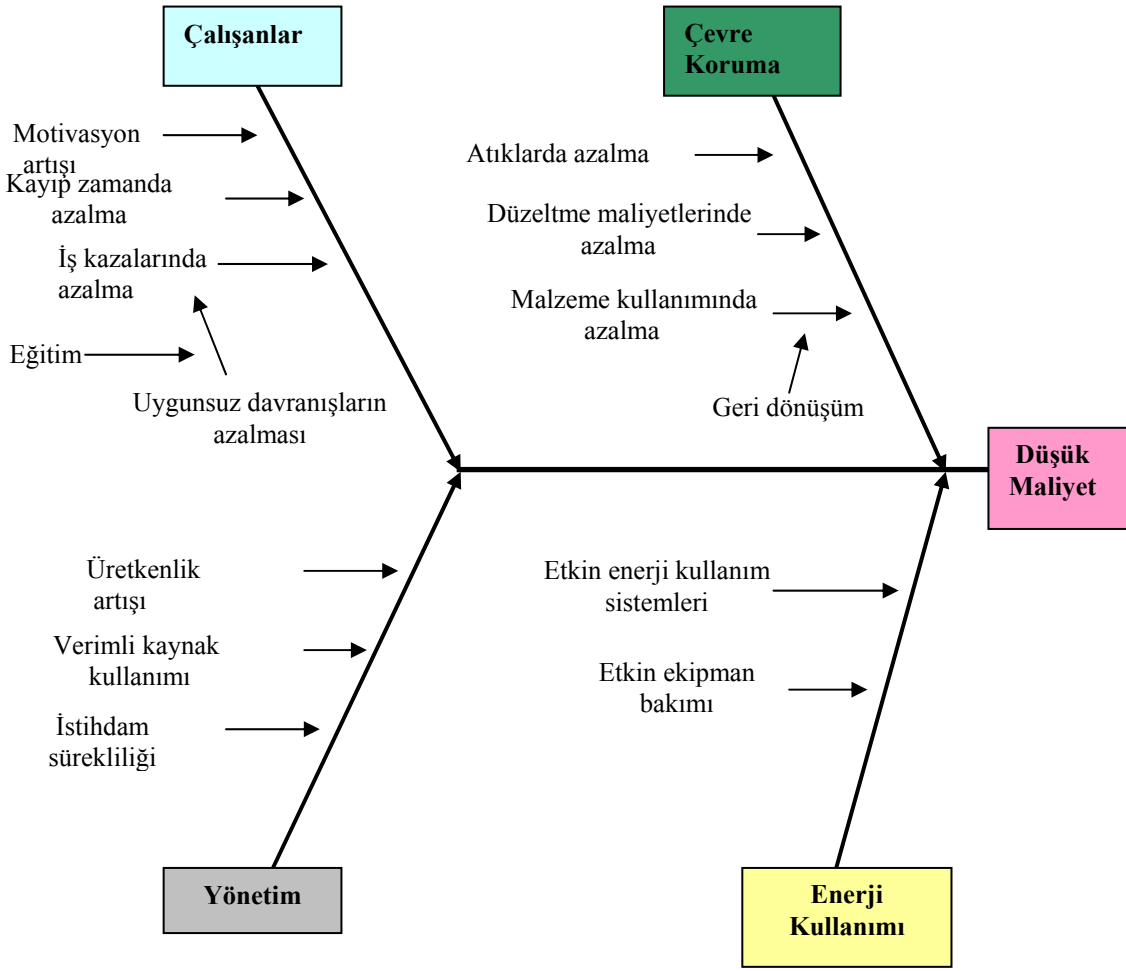 Çalışanlar
Motivasyon
artışı
Kayıp zamanda
azalma
İş kazalarında
azalma
Eğitim
Uygunsuz davranışların
azalması
Çevre
Koruma
Atıklarda azalma
Düzeltme maliyetlerinde
azalma
Malzeme kullanımında
azalma
Geri dönüşüm
Düşük
Maliyet
Üretkenlik
artışı
Verimli kaynak
kullanımı
İstihdam
sürekliliği
Yönetim
Etkin enerji kullanım
sistemleri
Etkin ekipman
bakımı
Enerji
Kullanımı